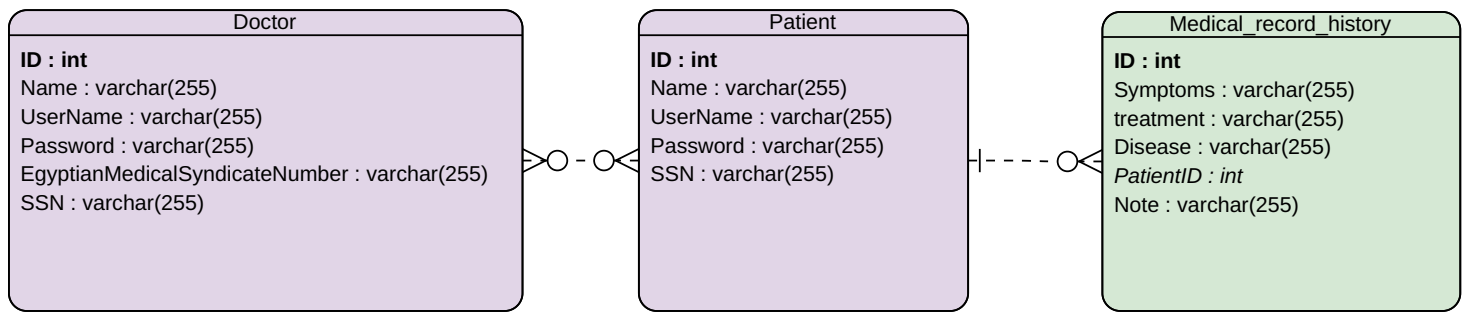 Doctor
ID : int
Name : varchar(255)
UserName : varchar(255)
Password : varchar(255)
EgyptianMedicalSyndicateNumber : varchar(255)
SSN : varchar(255)
Patient
ID : int
Name : varchar(255)
UserName : varchar(255)
Password : varchar(255)
SSN : varchar(255)
Medical_record_history
ID : int
Symptoms : varchar(255)
treatment : varchar(255)
Disease : varchar(255)
PatientID : int
Note : varchar(255)